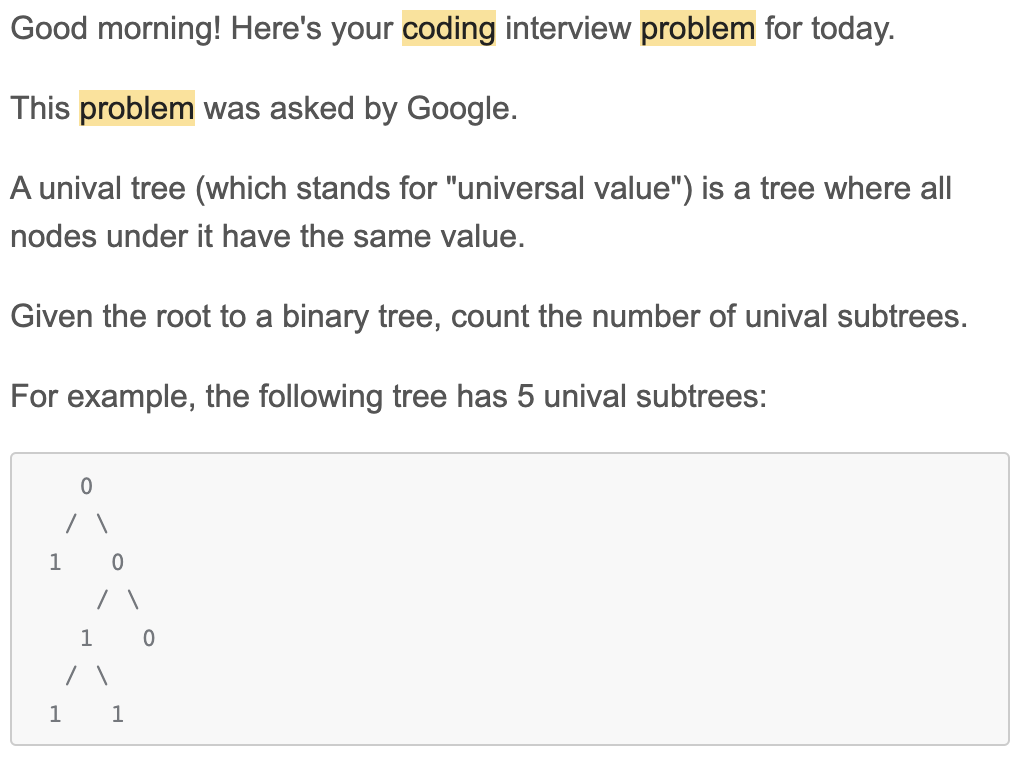 Good morning! Here's your coding interview problem for today.
This problem was asked by Google.
A unival tree (which stands for "universal value") is a tree where all
nodes under it have the same value.
Given the root to a binary tree, count the number of unival subtrees.
For example, the following tree has 5 unival subtrees:
    0
   / \
  1   0
     / \
    1   0
   / \
  1   1